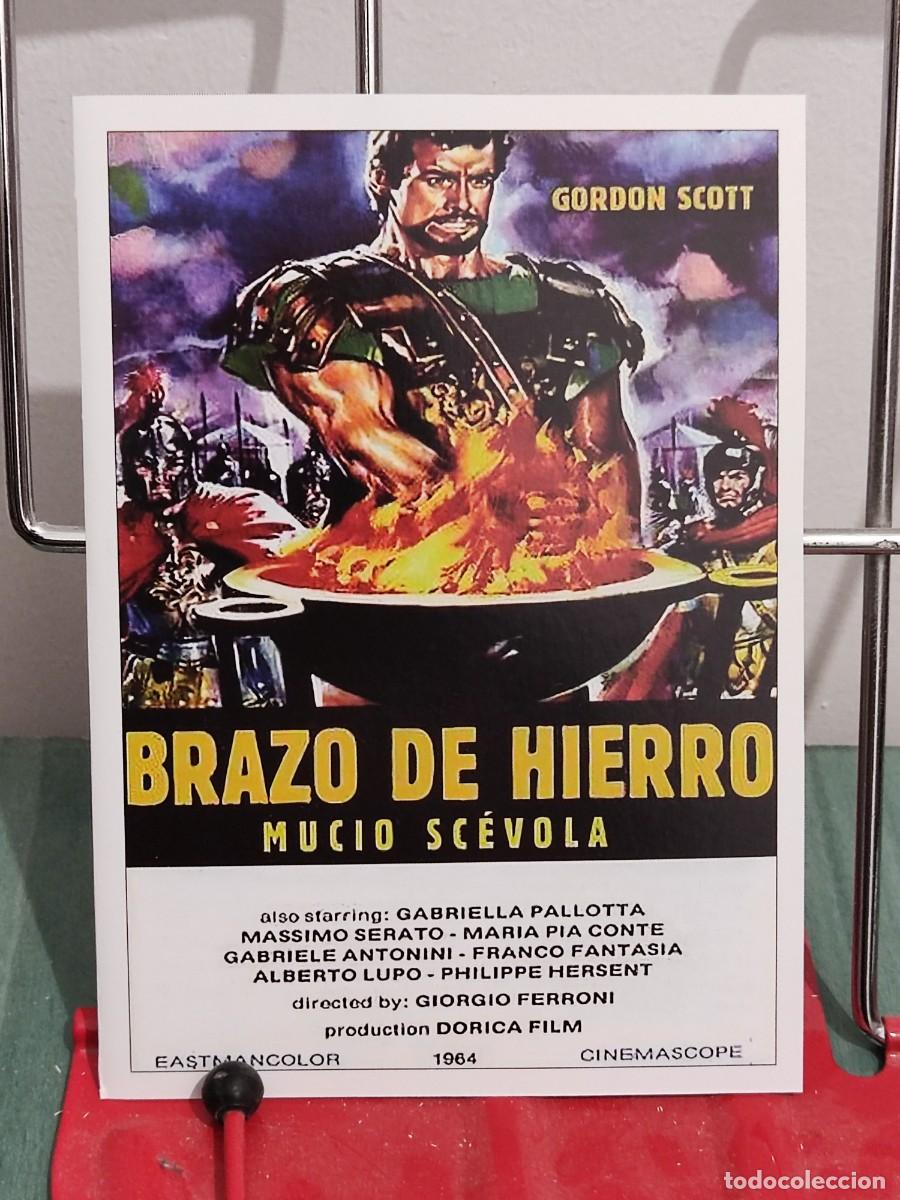 GORDON SCOTT
BRAZO DE HIERRO
MUCIO SCÉVOLA
also starring: GABRIELLA PALLOTTA
MASSIMO SERATO - MARIA PIA CONTE
GABRIELE ANTONINI - FRANCO FANTASIA
ALBERTO LUPO - PHILIPPE HERSENT
directed by: GIORGIO FERRONI
production DORICA FILM
EASTMANCOLOR 1964 CINEMASCOPE
todocoleccion